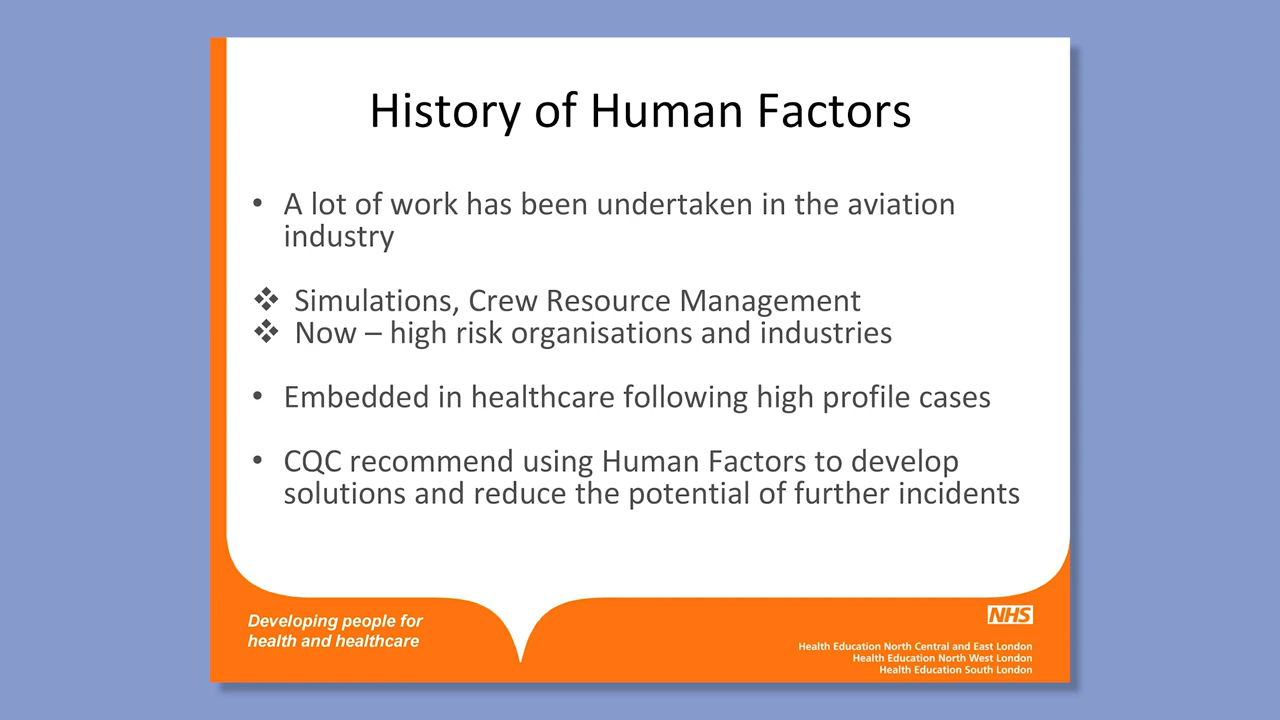 History of Human Factors
• A lot of work has been undertaken in the aviation
industry
❖ Simulations, Crew Resource Management
❖ Now – high risk organisations and industries
• Embedded in healthcare following high profile cases
• CQC recommend using Human Factors to develop
solutions and reduce the potential of further incidents
Developing people for
health and healthcare
NHS
Health Education North Central and East London
Health Education North West London
Health Education South London